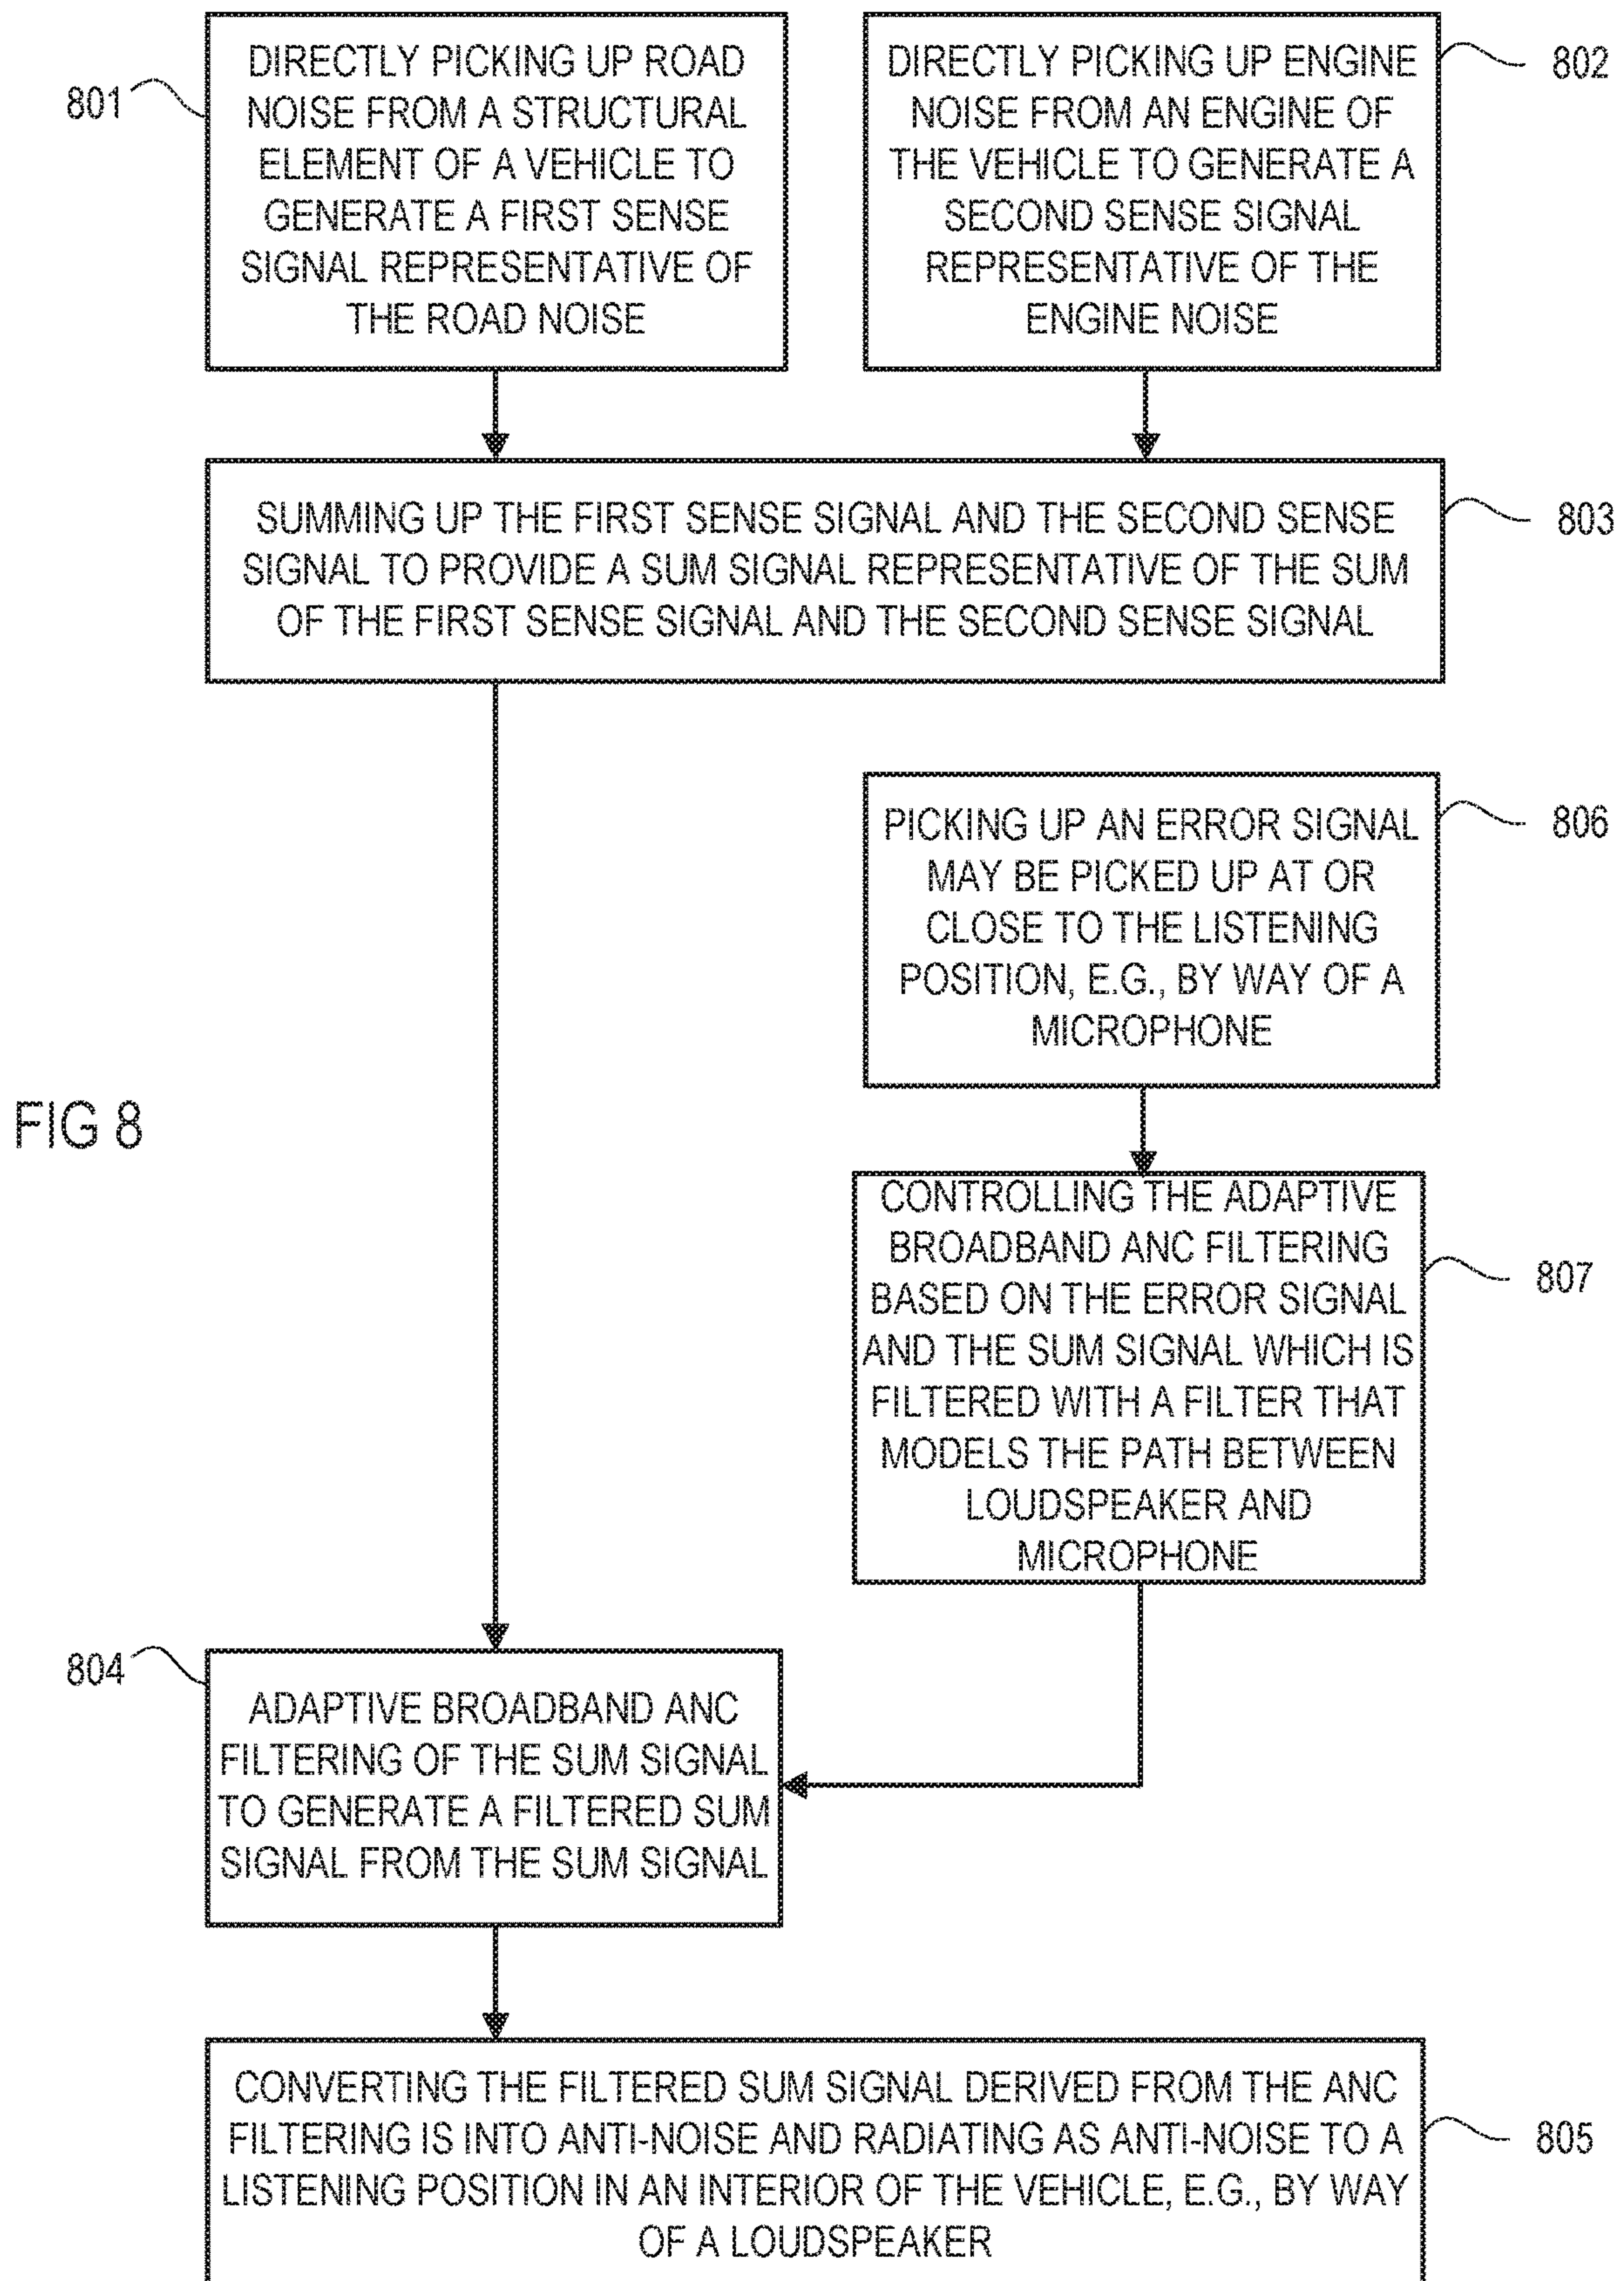 801
DIRECTLY PICKING UP ROAD
NOISE FROM A STRUCTURAL
ELEMENT OF A VEHICLE TO
GENERATE A FIRST SENSE
SIGNAL REPRESENTATIVE OF
THE ROAD NOISE
DIRECTLY PICKING UP ENGINE
NOISE FROM AN ENGINE OF
THE VEHICLE TO GENERATE A
SECOND SENSE SIGNAL
REPRESENTATIVE OF THE
ENGINE NOISE
802
SUMMING UP THE FIRST SENSE SIGNAL AND THE SECOND SENSE
SIGNAL TO PROVIDE A SUM SIGNAL REPRESENTATIVE OF THE SUM
OF THE FIRST SENSE SIGNAL AND THE SECOND SENSE SIGNAL
803
PICKING UP AN ERROR SIGNAL
MAY BE PICKED UP AT OR
CLOSE TO THE LISTENING
POSITION, E.G., BY WAY OF A
MICROPHONE
806
FIG 8
CONTROLLING THE ADAPTIVE
BROADBAND ANC FILTERING
BASED ON THE ERROR SIGNAL
AND THE SUM SIGNAL WHICH IS
FILTERED WITH A FILTER THAT
MODELS THE PATH BETWEEN
LOUDSPEAKER AND
MICROPHONE
807
804
ADAPTIVE BROADBAND ANC
FILTERING OF THE SUM SIGNAL
TO GENERATE A FILTERED SUM
SIGNAL FROM THE SUM SIGNAL
CONVERTING THE FILTERED SUM SIGNAL DERIVED FROM THE ANC
FILTERING IS INTO ANTI-NOISE AND RADIATING AS ANTI-NOISE TO A
LISTENING POSITION IN AN INTERIOR OF THE VEHICLE, E.G., BY WAY
OF A LOUDSPEAKER
805